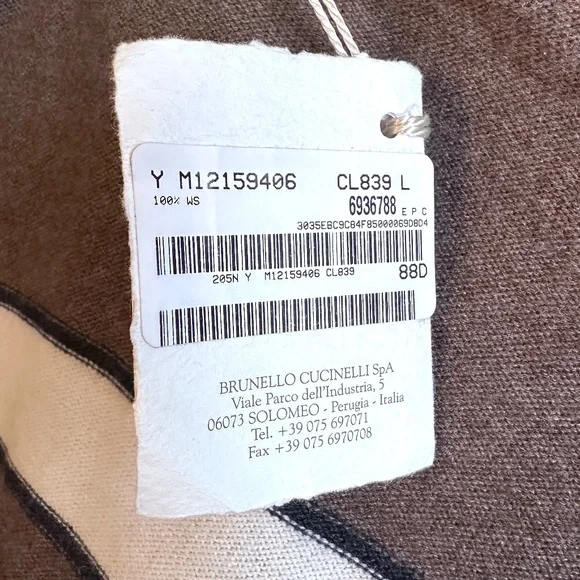 Y M12159406 CL839 L
100% WS 6936788 E P C
3035EBC9C84F85000069D8D4
205N Y M12159406 CL839 88D
BRUNELLO CUCINELLI SpA
Viale Parco dell'Industria, 5
06073 SOLOMEO - Perugia - Italia
Tel. +39 075 697071
Fax +39 075 6970708